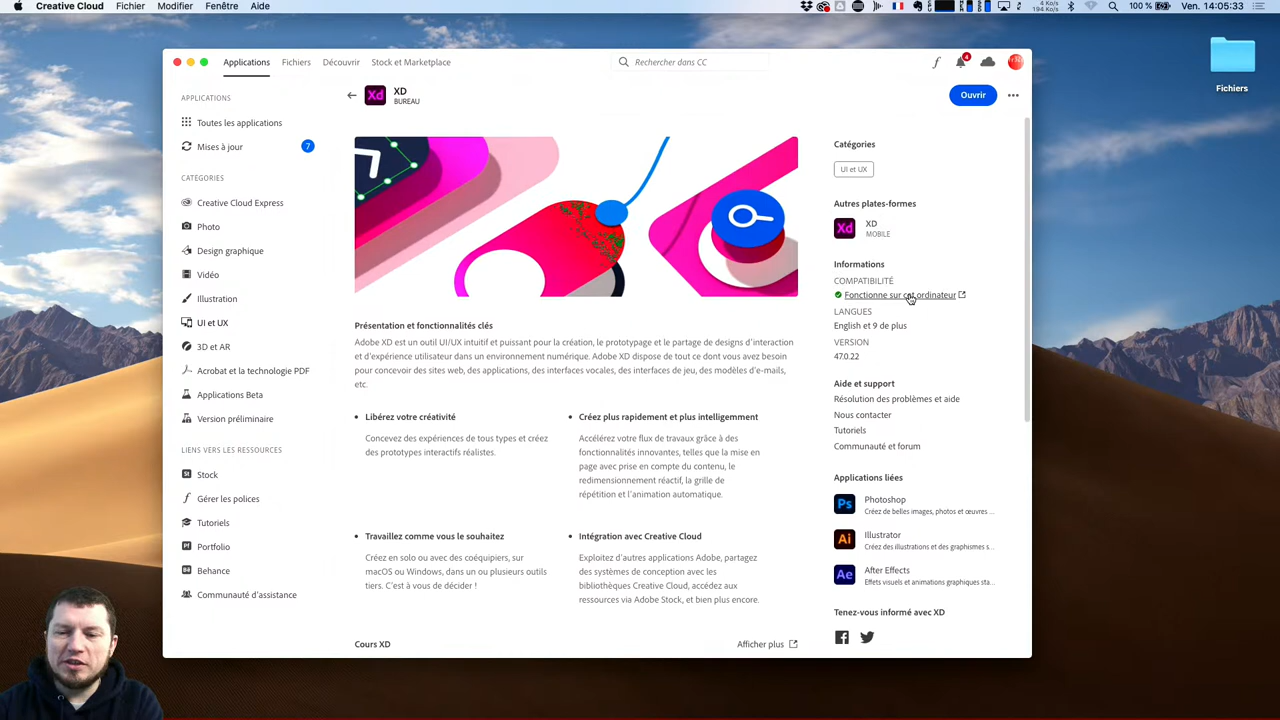 Creative Cloud Fichier Modifier Fenêtre Aide
4 Ko/s
194 Ko/s
100 % Ven. 14:05:33
Fichiers
Applications Fichiers Découvrir Stock et Marketplace
Rechercher dans CC
4
APPLICATIONS
Toutes les applications
Mises à jour 7
CATÉGORIES
Creative Cloud Express
Photo
Design graphique
Vidéo
Illustration
UI et UX
3D et AR
Acrobat et la technologie PDF
Applications Beta
Version préliminaire
LIENS VERS LES RESSOURCES
St Stock
Gérer les polices
Tutoriels
Portfolio
Bē Behance
Communauté d'assistance
Xd XD
BUREAU
Ouvrir
Présentation et fonctionnalités clés
Adobe XD est un outil UI/UX intuitif et puissant pour la création, le prototypage et le partage de designs d'interaction
et d'expérience utilisateur dans un environnement numérique. Adobe XD dispose de tout ce dont vous avez besoin
pour concevoir des sites web, des applications, des interfaces vocales, des interfaces de jeu, des modèles d'e-mails,
etc.
• Libérez votre créativité
Concevez des expériences de tous types et créez
des prototypes interactifs réalistes.
• Créez plus rapidement et plus intelligemment
Accélérez votre flux de travaux grâce à des
fonctionnalités innovantes, telles que la mise en
page avec prise en compte du contenu, le
redimensionnement réactif, la grille de
répétition et l'animation automatique.
• Travaillez comme vous le souhaitez
Créez en solo ou avec des coéquipiers, sur
macOS ou Windows, dans un ou plusieurs outils
tiers. C'est à vous de décider !
• Intégration avec Creative Cloud
Exploitez d'autres applications Adobe, partagez
des systèmes de conception avec les
bibliothèques Creative Cloud, accédez aux
ressources via Adobe Stock, et bien plus encore.
Cours XD
Afficher plus
Catégories
UI et UX
Autres plates-formes
Xd XD
MOBILE
Informations
COMPATIBILITÉ
Fonctionne sur cet ordinateur
LANGUES
English et 9 de plus
VERSION
47.0.22
Aide et support
Résolution des problèmes et aide
Nous contacter
Tutoriels
Communauté et forum
Applications liées
Ps Photoshop
Créez de belles images, photos et œuvres ...
Ai Illustrator
Créez des illustrations et des graphismes s...
Ae After Effects
Effets visuels et animations graphiques sta...
Tenez-vous informé avec XD